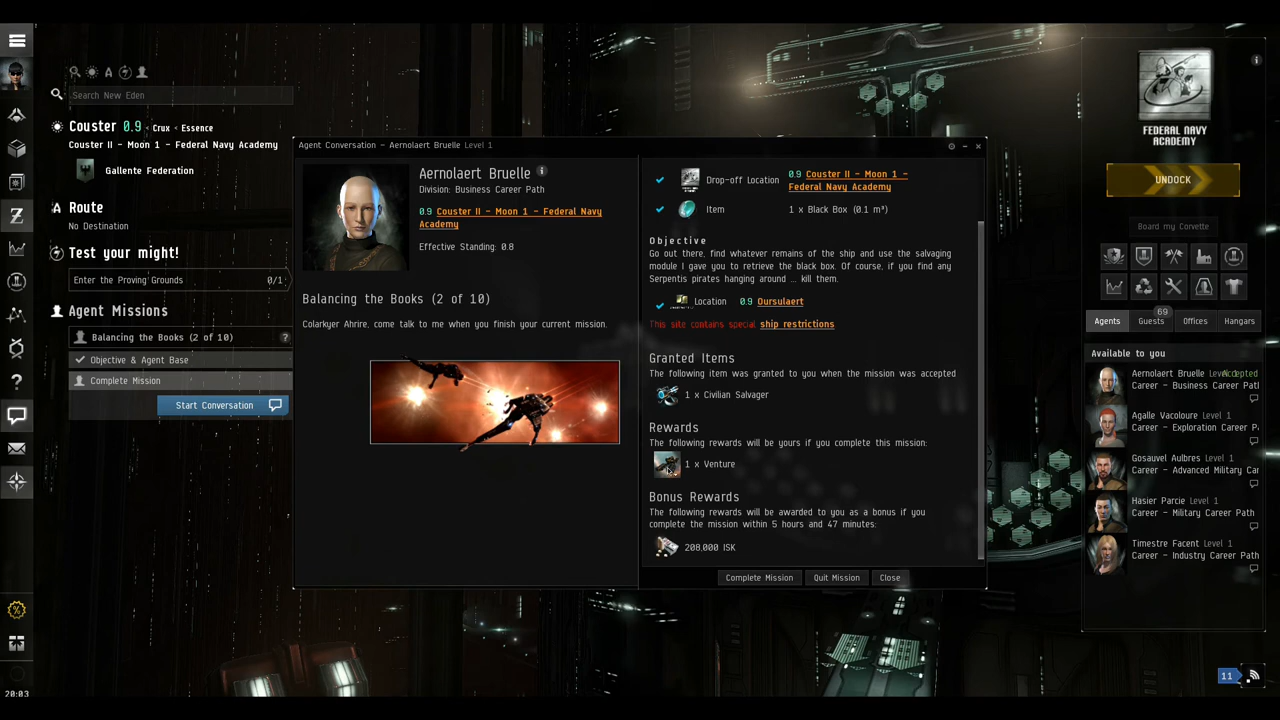 Search New Eden
Couster 0.9 < Crux < Essence
Couster II - Moon 1 - Federal Navy Academy
Gallente Federation
A Route
No Destination
Test your might!
Enter the Proving Grounds 0/1
Agent Missions
Balancing the Books (2 of 10) ?
Objective & Agent Base
Complete Mission
Start Conversation
20:03
Agent Conversation - Aernolaert Bruelle Level 1
Aernolaert Bruelle
Division: Business Career Path
0.9 Couster II - Moon 1 - Federal Navy
Academy
Effective Standing: 0.8
Balancing the Books (2 of 10)
Colarkyer Ahrire, come talk to me when you finish your current mission.
Drop-off Location 0.9 Couster II - Moon 1 -
Federal Navy Academy
Item 1 x Black Box (0.1 m³)
Objective
Go out there, find whatever remains of the ship and use the salvaging
module I gave you to retrieve the black box. Of course, if you find any
Serpentis pirates hanging around ... kill them.
Location 0.9 Oursulaert
This site contains special ship restrictions
Granted Items
The following item was granted to you when the mission was accepted
1 x Civilian Salvager
Rewards
The following rewards will be yours if you complete this mission:
1 x Venture
Bonus Rewards
The following rewards will be awarded to you as a bonus if you
complete the mission within 5 hours and 47 minutes:
208,000 ISK
Complete Mission
Quit Mission
Close
FEDERAL NAVY
ACADEMY
UNDOCK
Board my Corvette
69
Agents Guests Offices Hangars
Available to you
Aernolaert Bruelle Level 1 Accepted
Career - Business Career Path
Agalle Vacoloure Level 1
Career - Exploration Career P
Gosauvel Aulbres Level 1
Career - Advanced Military Car
Hasier Parcie Level 1
Career - Military Career Path
Timestre Facent Level 1
Career - Industry Career Path
11